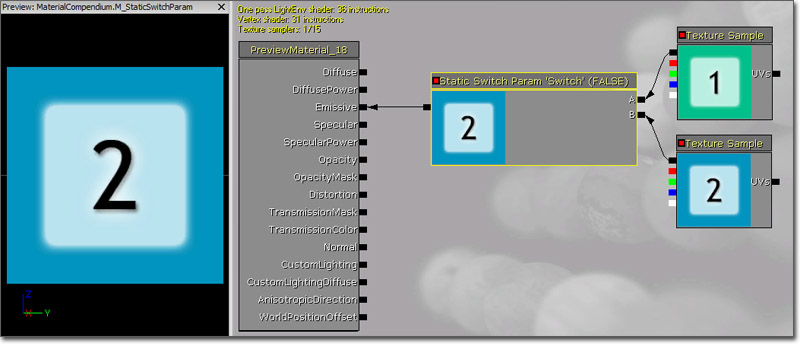 Preview: MaterialCompendium.M_StaticSwitchParam
2
Z
Y
X
One pass LightEnv shader: 36 instructions
Vertex shader: 31 instructions
Texture samplers: 1/15
PreviewMaterial_18
Diffuse
DiffusePower
Emissive
Specular
SpecularPower
Opacity
OpacityMask
Distortion
TransmissionMask
TransmissionColor
Normal
CustomLighting
CustomLightingDiffuse
AnisotropicDirection
WorldPositionOffset
Static Switch Param 'Switch' (FALSE)
2
A
B
Texture Sample
1
UVs
Texture Sample
2
UVs